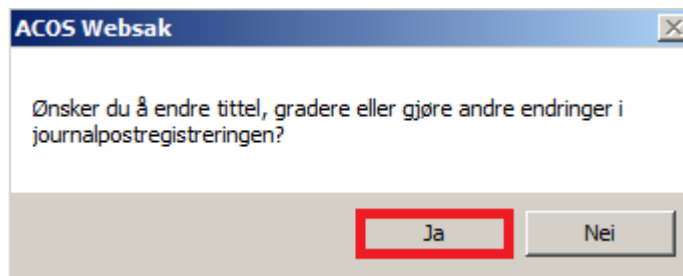 ACOS Websak
Ønsker du å endre tittel, gradere eller gjøre andre endringer i
journalpostregistreringen?
Ja
Nei